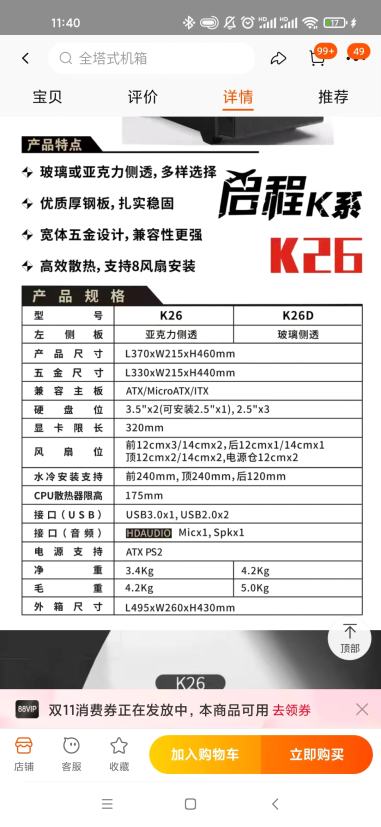 11:40
HD HD 17
全塔式机箱
99+
49
宝贝 评价 详情 推荐
产品特点
玻璃或亚克力侧透,多样选择
优质厚钢板,扎实稳固
宽体五金设计,兼容性更强
高效散热,支持8风扇安装
启程K系
K26
产品规格
型号 K26 K26D
左侧板 亚克力侧透 玻璃侧透
产品尺寸 L370xW215xH460mm
五金尺寸 L330xW215xH440mm
兼容主板 ATX/MicroATX/ITX
硬盘位 3.5"x2(可安装2.5"x1), 2.5"x3
显卡限长 320mm
风扇位 前12cmx3/14cmx2,后12cmx1/14cmx1
顶12cmx2/14cmx2,电源仓12cmx2
水冷安装支持 前240mm,顶240mm,后120mm
CPU散热器限高 175mm
接口(USB) USB3.0x1, USB2.0x2
接口(音频) HDAUDIO Micx1, Spkx1
电源支持 ATX PS2
净重 3.4Kg 4.2Kg
毛重 4.2Kg 5.0Kg
外箱尺寸 L495xW260xH430mm
顶部
K26
88VIP 双11消费券正在发放中，本商品可用 去领券
店铺 客服 收藏 加入购物车 立即购买